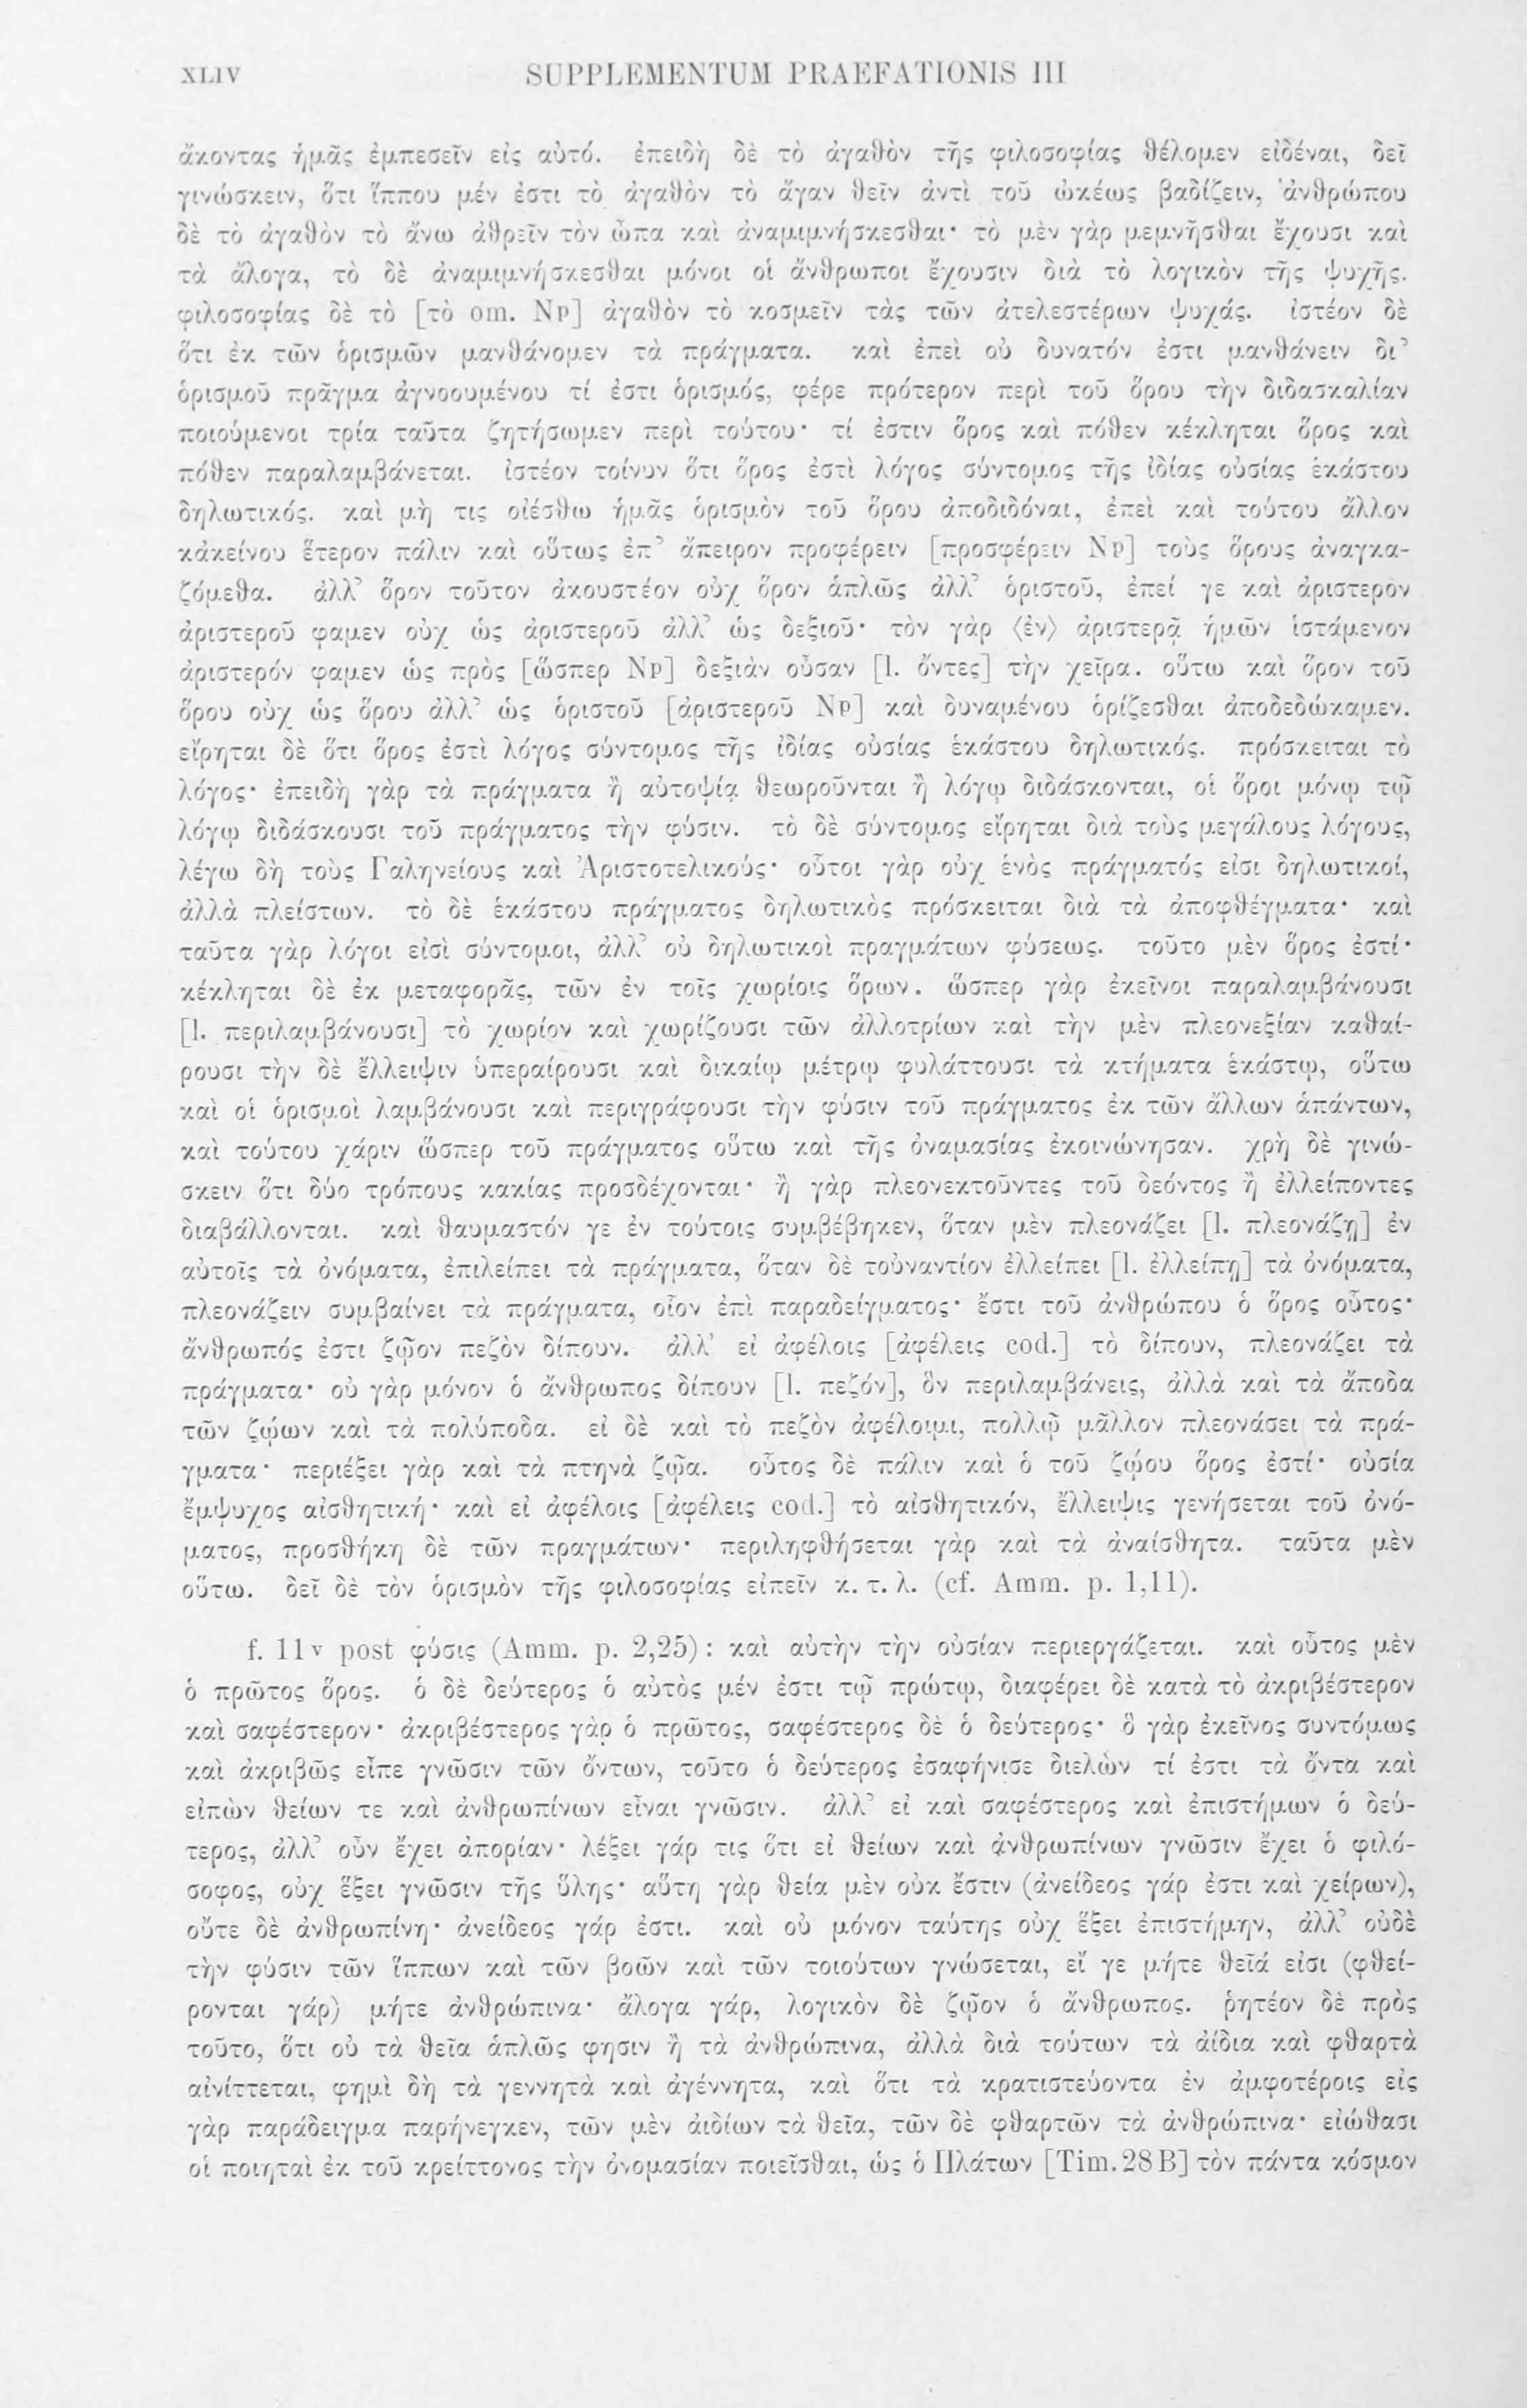 XLIV SUPPLEMENTUM PRAEFATIONIS III
ἄκοντας ἡμᾶς ἐμπεσεῖν εἰς αὐτό. ἐπειδὴ δὲ τὸ ἀγαθὸν τῆς φιλοσοφίας θέλομεν εἰδέναι, δεῖ
γινώσκειν, ὅτι ἵππου μέν ἐστι τὸ ἀγαθὸν τὸ ἄγαν θεῖν ἀντὶ τοῦ ὠκέως βαδίζειν, ἀνθρώπου
δὲ τὸ ἀγαθὸν τὸ ἄνω ἀθρεῖν τὸν ὦπα καὶ ἀναμιμνήσκεσθαι· τὸ μὲν γὰρ μεμνῆσθαι ἔχουσι καὶ
τὰ ἄλογα, τὸ δὲ ἀναμιμνήσκεσθαι μόνοι οἱ ἄνθρωποι ἔχουσιν διὰ τὸ λογικὸν τῆς ψυχῆς.
φιλοσοφίας δὲ τὸ [τὸ om. Np] ἀγαθὸν τὸ κοσμεῖν τὰς τῶν ἀτελεστέρων ψυχάς. ἰστέον δὲ
ὅτι ἐκ τῶν ὁρισμῶν μανθάνομεν τὰ πράγματα. καὶ ἐπεὶ οὐ δυνατόν ἐστι μανθάνειν δι’
ὁρισμοῦ πρᾶγμα ἀγνοουμένου τί ἐστι ὁρισμός, φέρε πρότερον περὶ τοῦ ὅρου τὴν διδασκαλίαν
ποιούμενοι τρία ταῦτα ζητήσωμεν περὶ τούτου· τί ἐστιν ὅρος καὶ πόθεν κέκληται ὅρος καὶ
πόθεν παραλαμβάνεται. ἰστέον τοίνυν ὅτι ὅρος ἐστὶ λόγος σύντομος τῆς ἰδίας οὐσίας ἑκάστου
δηλωτικός. καὶ μὴ τις οἰέσθω ἡμᾶς ὁρισμὸν τοῦ ὅρου ἀποδιδόναι, ἐπεὶ καὶ τούτου ἄλλον
κἀκείνου ἕτερον πάλιν καὶ οὕτως ἐπ’ ἄπειρον προφέρειν [προσφέρειν Np] τοὺς ὅρους ἀναγκα-
ζόμεθα. ἀλλ’ ὅρον τοῦτον ἀκουστέον οὐχ ὅρον ἁπλῶς ἀλλ’ ὁριστοῦ, ἐπεί γε καὶ ἀριστερὸν
ἀριστεροῦ φαμεν οὐχ ὡς ἀριστεροῦ ἀλλ’ ὡς δεξιοῦ· τὸν γὰρ ⟨ἐν⟩ ἀριστερᾷ ἡμῶν ἱστάμενον
ἀριστερόν φαμεν ὡς πρὸς [ὥσπερ Np] δεξιὰν οὖσαν [l. ὄντες] τὴν χεῖρα. οὕτω καὶ ὅρον τοῦ
ὅρου οὐχ ὡς ὅρου ἀλλ’ ὡς ὁριστοῦ [ἀριστεροῦ Np] καὶ δυναμένου ὁρίζεσθαι ἀποδεδώκαμεν.
εἴρηται δὲ ὅτι ὅρος ἐστὶ λόγος σύντομος τῆς ἰδίας οὐσίας ἑκάστου δηλωτικός. πρόσκειται τὸ
λόγος· ἐπειδὴ γὰρ τὰ πράγματα ἢ αὐτοψίᾳ θεωροῦνται ἢ λόγῳ διδάσκονται, οἱ ὅροι μόνῳ τῷ
λόγῳ διδάσκουσι τοῦ πράγματος τὴν φύσιν. τὸ δὲ σύντομος εἴρηται διὰ τοὺς μεγάλους λόγους,
λέγω δὴ τοὺς Γαληνείους καὶ Ἀριστοτελικούς· οὗτοι γὰρ οὐχ ἑνὸς πράγματός εἰσι δηλωτικοί,
ἀλλὰ πλείστων. τὸ δὲ ἑκάστου πράγματος δηλωτικὸς πρόσκειται διὰ τὰ ἀποφθέγματα· καὶ
ταῦτα γὰρ λόγοι εἰσὶ σύντομοι, ἀλλ’ οὐ δηλωτικοὶ πραγμάτων φύσεως. τοῦτο μὲν ὅρος ἐστί·
κέκληται δὲ ἐκ μεταφορᾶς, τῶν ἐν τοῖς χωρίοις ὅρων. ὥσπερ γὰρ ἐκεῖνοι παραλαμβάνουσι
[l. περιλαμβάνουσι] τὸ χωρίον καὶ χωρίζουσι τῶν ἀλλοτρίων καὶ τὴν μὲν πλεονεξίαν καθαί-
ρουσι τὴν δὲ ἔλλειψιν ὑπεραίρουσι καὶ δικαίῳ μέτρῳ φυλάττουσι τὰ κτήματα ἑκάστῳ, οὕτω
καὶ οἱ ὁρισμοὶ λαμβάνουσι καὶ περιγράφουσι τὴν φύσιν τοῦ πράγματος ἐκ τῶν ἄλλων ἁπάντων,
καὶ τούτου χάριν ὥσπερ τοῦ πράγματος οὕτω καὶ τῆς ὀναμασίας ἐκοινώνησαν. χρὴ δὲ γινώ-
σκειν ὅτι δύο τρόπους κακίας προσδέχονται· ἢ γὰρ πλεονεκτοῦντες τοῦ δεόντος ἢ ἐλλείποντες
διαβάλλονται. καὶ θαυμαστόν γε ἐν τούτοις συμβέβηκεν, ὅταν μὲν πλεονάζει [l. πλεονάζῃ] ἐν
αὐτοῖς τὰ ὀνόματα, ἐπιλείπει τὰ πράγματα, ὅταν δὲ τοὐναντίον ἐλλείπει [l. ἐλλείπῃ] τὰ ὀνόματα,
πλεονάζειν συμβαίνει τὰ πράγματα, οἷον ἐπὶ παραδείγματος· ἔστι τοῦ ἀνθρώπου ὁ ὅρος οὗτος·
ἄνθρωπός ἐστι ζῷον πεζὸν δίπουν. ἀλλ’ εἰ ἀφέλοις [ἀφέλεις cod.] τὸ δίπουν, πλεονάζει τὰ
πράγματα· οὐ γὰρ μόνον ὁ ἄνθρωπος δίπουν [l. πεζόν], ὃν περιλαμβάνεις, ἀλλὰ καὶ τὰ ἄποδα
τῶν ζῴων καὶ τὰ πολύποδα. εἰ δὲ καὶ τὸ πεζὸν ἀφέλοιμι, πολλῷ μᾶλλον πλεονάσει τὰ πρά-
γματα· περιέξει γὰρ καὶ τὰ πτηνὰ ζῷα. οὗτος δὲ πάλιν καὶ ὁ τοῦ ζῴου ὅρος ἐστί· οὐσία
ἔμψυχος αἰσθητική· καὶ εἰ ἀφέλοις [ἀφέλεις cod.] τὸ αἰσθητικόν, ἔλλειψις γενήσεται τοῦ ὀνό-
ματος, προσθήκη δὲ τῶν πραγμάτων· περιληφθήσεται γὰρ καὶ τὰ ἀναίσθητα. ταῦτα μὲν
οὕτω. δεῖ δὲ τὸν ὁρισμὸν τῆς φιλοσοφίας εἰπεῖν κ. τ. λ. (cf. Amm. p. 1,11).
f. 11v post φύσις (Amm. p. 2,25): καὶ αὐτὴν τὴν οὐσίαν περιεργάζεται. καὶ οὗτος μὲν
ὁ πρῶτος ὅρος. ὁ δὲ δεύτερος ὁ αὐτὸς μέν ἐστι τῷ πρώτῳ, διαφέρει δὲ κατὰ τὸ ἀκριβέστερον
καὶ σαφέστερον· ἀκριβέστερος γὰρ ὁ πρῶτος, σαφέστερος δὲ ὁ δεύτερος· ὃ γὰρ ἐκεῖνος συντόμως
καὶ ἀκριβῶς εἶπε γνῶσιν τῶν ὄντων, τοῦτο ὁ δεύτερος ἐσαφήνισε διελὼν τί ἐστι τὰ ὄντα καὶ
εἰπὼν θείων τε καὶ ἀνθρωπίνων εἶναι γνῶσιν. ἀλλ’ εἰ καὶ σαφέστερος καὶ ἐπιστήμων ὁ δεύ-
τερος, ἀλλ’ οὖν ἔχει ἀπορίαν· λέξει γάρ τις ὅτι εἰ θείων καὶ ἀνθρωπίνων γνῶσιν ἔχει ὁ φιλό-
σοφος, οὐχ ἕξει γνῶσιν τῆς ὕλης· αὕτη γὰρ θεία μὲν οὐκ ἔστιν (ἀνείδεος γάρ ἐστι καὶ χείρων),
οὔτε δὲ ἀνθρωπίνη· ἀνείδεος γάρ ἐστι. καὶ οὐ μόνον ταύτης οὐχ ἕξει ἐπιστήμην, ἀλλ’ οὐδὲ
τὴν φύσιν τῶν ἵππων καὶ τῶν βοῶν καὶ τῶν τοιούτων γνώσεται, εἴ γε μήτε θεῖά εἰσι (φθεί-
ρονται γάρ) μήτε ἀνθρώπινα· ἄλογα γάρ, λογικὸν δὲ ζῷον ὁ ἄνθρωπος. ῥητέον δὲ πρὸς
τοῦτο, ὅτι οὐ τὰ θεῖα ἁπλῶς φησιν ἢ τὰ ἀνθρώπινα, ἀλλὰ διὰ τούτων τὰ ἀίδια καὶ φθαρτὰ
αἰνίττεται, φημὶ δὴ τὰ γεννητὰ καὶ ἀγέννητα, καὶ ὅτι τὰ κρατιστεύοντα ἐν ἀμφοτέροις εἰς
γὰρ παράδειγμα παρήνεγκεν, τῶν μὲν ἀιδίων τὰ θεῖα, τῶν δὲ φθαρτῶν τὰ ἀνθρώπινα· εἰώθασι
οἱ ποιηταὶ ἐκ τοῦ κρείττονος τὴν ὀνομασίαν ποιεῖσθαι, ὡς ὁ Πλάτων [Tim. 28B] τὸν πάντα κόσμον